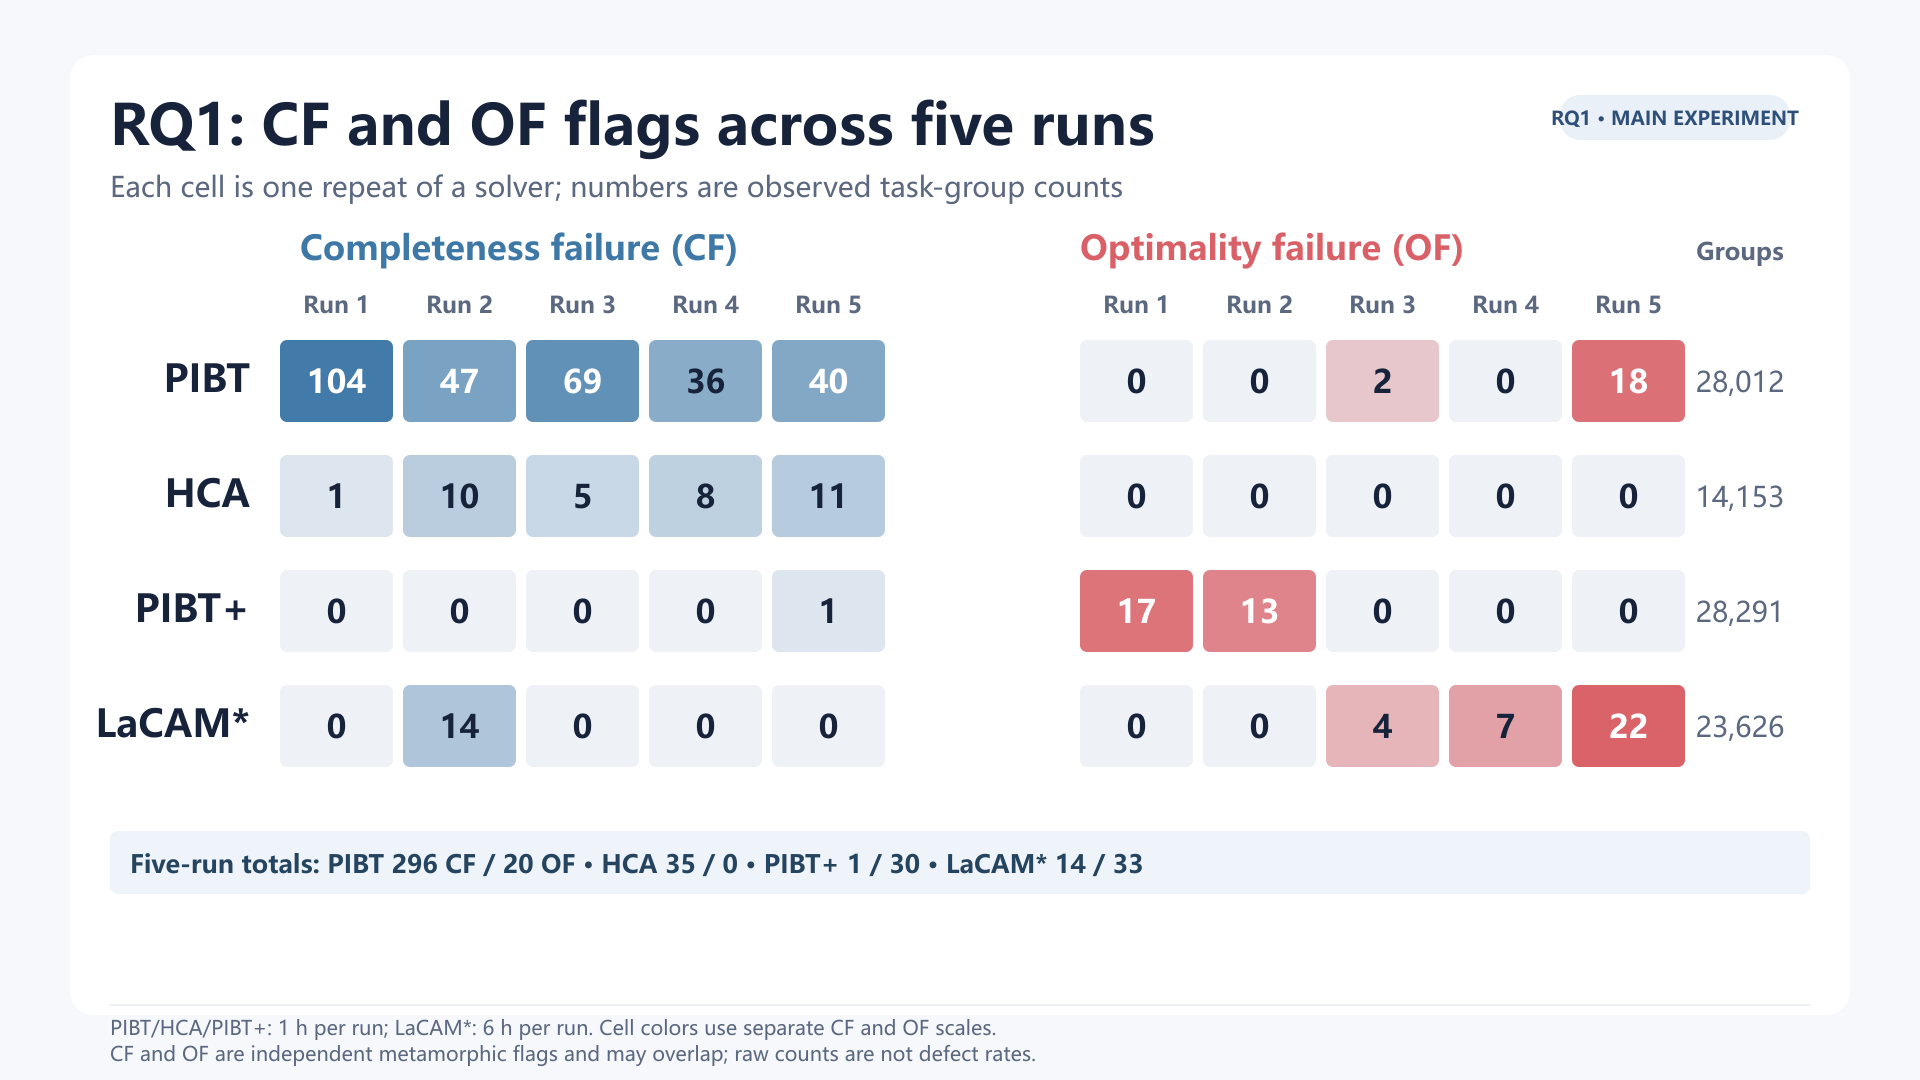 RQ1: CF and OF flags across five runs
RQ1 • MAIN EXPERIMENT
Each cell is one repeat of a solver; numbers are observed task-group counts
Completeness failure (CF) Optimality failure (OF) Groups
Run 1 Run 2 Run 3 Run 4 Run 5 Run 1 Run 2 Run 3 Run 4 Run 5
PIBT 104 47 69 36 40 0 0 2 0 18 28,012
HCA 1 10 5 8 11 0 0 0 0 0 14,153
PIBT+ 0 0 0 0 1 17 13 0 0 0 28,291
LaCAM* 0 14 0 0 0 0 0 4 7 22 23,626
Five-run totals: PIBT 296 CF / 20 OF • HCA 35 / 0 • PIBT+ 1 / 30 • LaCAM* 14 / 33
PIBT/HCA/PIBT+: 1 h per run; LaCAM*: 6 h per run. Cell colors use separate CF and OF scales.
CF and OF are independent metamorphic flags and may overlap; raw counts are not defect rates.